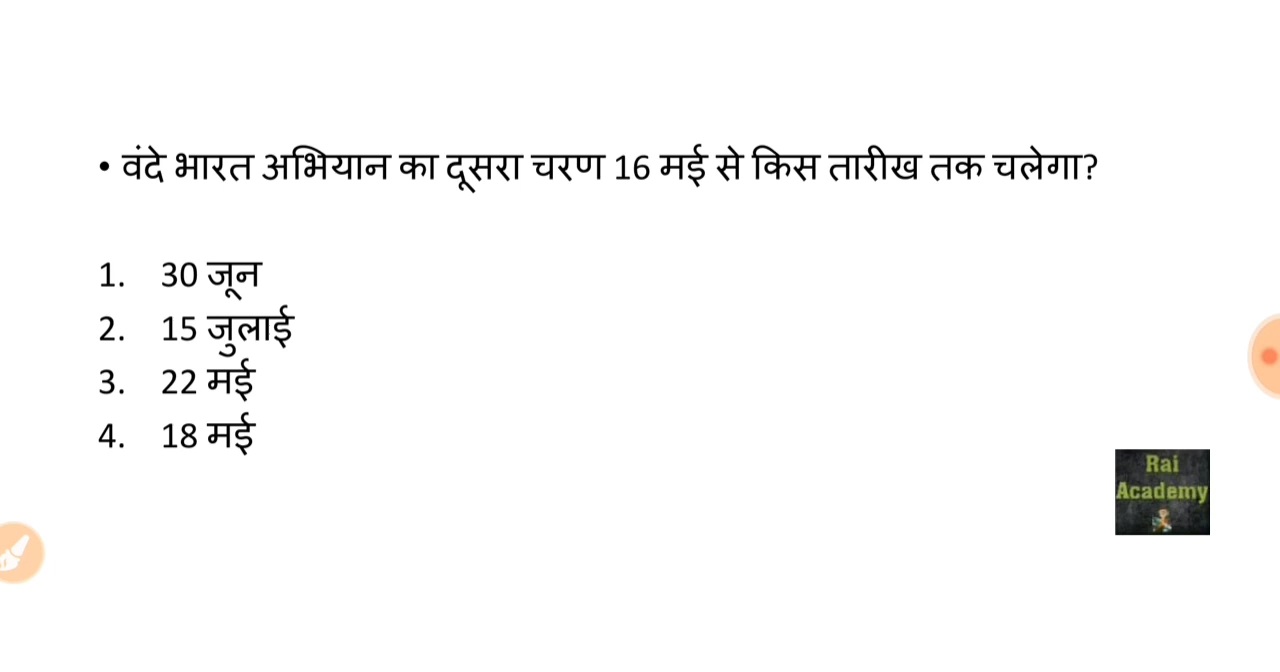 • वंदे भारत अभियान का दूसरा चरण 16 मई से किस तारीख तक चलेगा?
1. 30 जून
2. 15 जुलाई
3. 22 मई
4. 18 मई
Rai
Academy